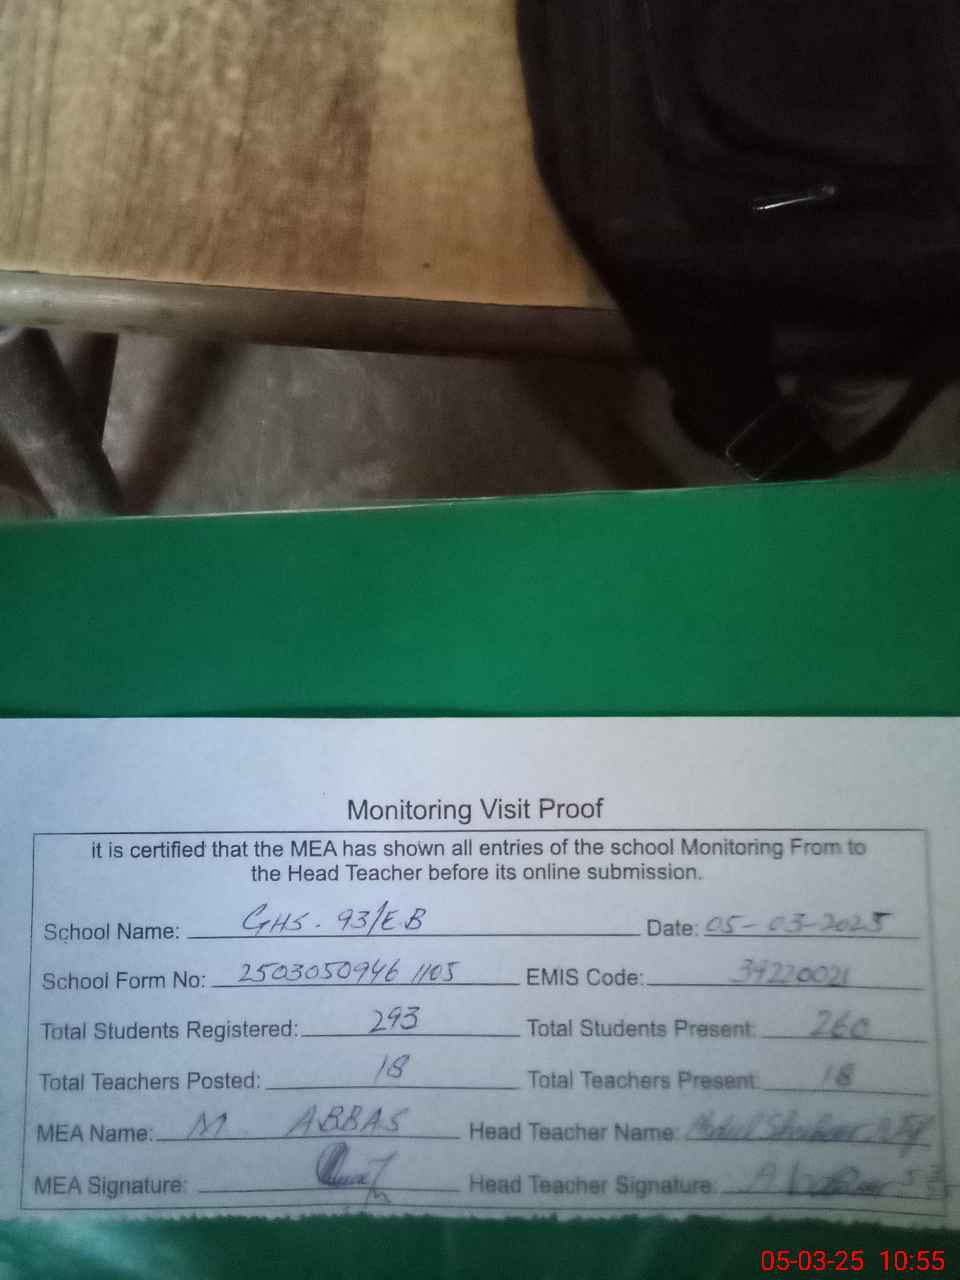 Monitoring Visit Proof
it is certified that the MEA has shown all entries of the school Monitoring From to
the Head Teacher before its online submission.
School Name: GHS. 93/EB Date: 05-03-2025
School Form No: 2503050946 1105 EMIS Code: 39220021
Total Students Registered: 293 Total Students Present: 260
Total Teachers Posted: 18 Total Teachers Present: 18
MEA Name: M. ABBAS Head Teacher Name: Abdul
MEA Signature: Head Teacher Signature:
05-03-25 10:55